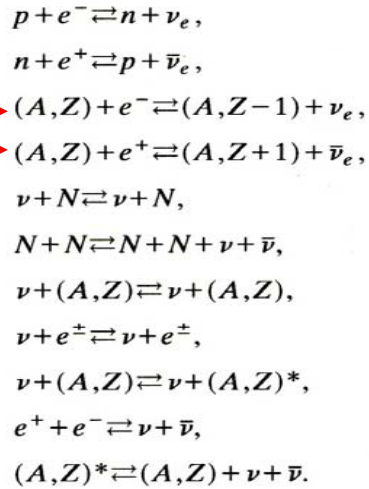 p+e⁻⇄n+νₑ,
n+e⁺⇄p+ν̄ₑ,
(A,Z)+e⁻⇄(A,Z−1)+νₑ,
(A,Z)+e⁺⇄(A,Z+1)+ν̄ₑ,
ν+N⇄ν+N,
N+N⇄N+N+ν+ν̄,
ν+(A,Z)⇄ν+(A,Z),
ν+e^±⇄ν+e^±,
ν+(A,Z)⇄ν+(A,Z)*,
e⁺+e⁻⇄ν+ν̄,
(A,Z)*⇄(A,Z)+ν+ν̄.